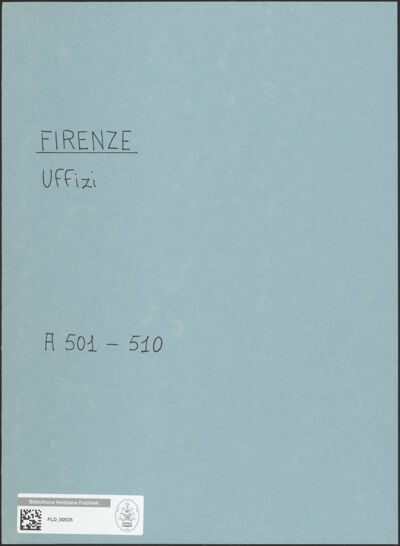 FIRENZE
Uffizi
A 501 – 510
Bibliotheca Hertziana Fotothek
FLD_00535